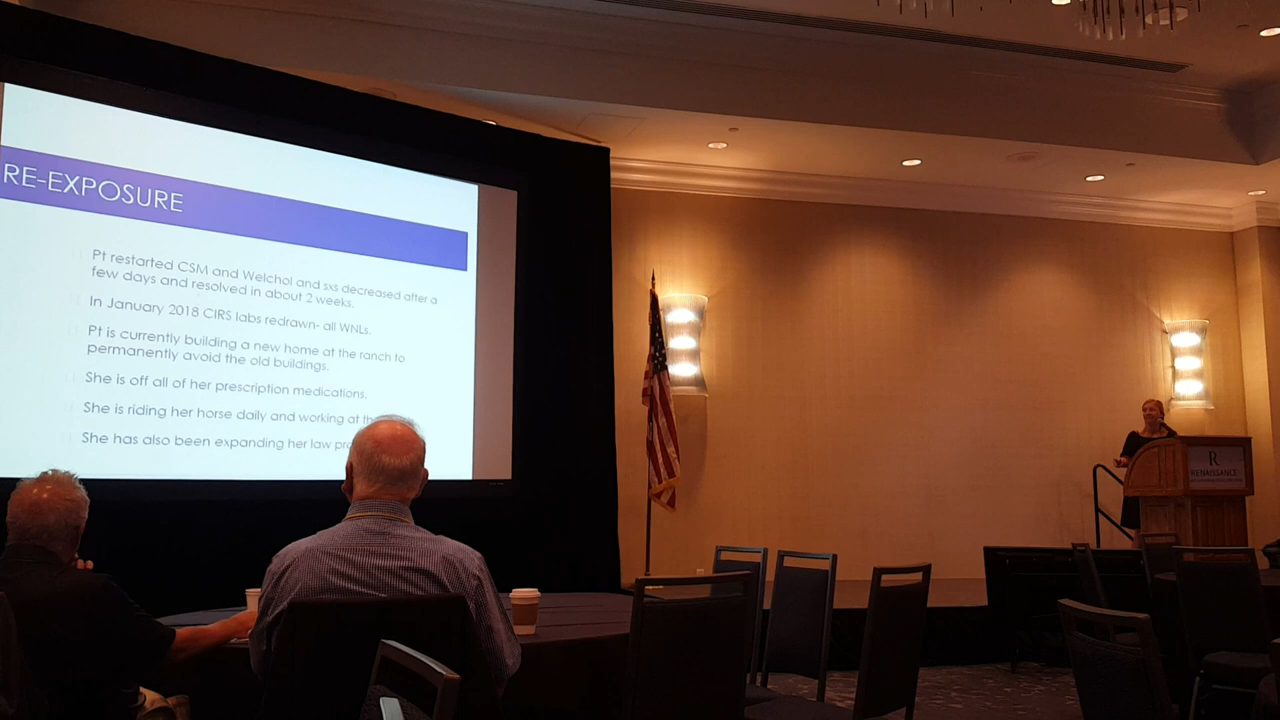 RE-EXPOSURE
Pt restarted CSM and Welchol and sxs decreased after a
few days and resolved in about 2 weeks.
In January 2018 CIRS labs redrawn- all WNLs.
Pt is currently building a new home at the ranch to
permanently avoid the old buildings.
She is off all of her prescription medications.
She is riding her horse daily and working at
She has also been expanding her law
R
RENAISSANCE